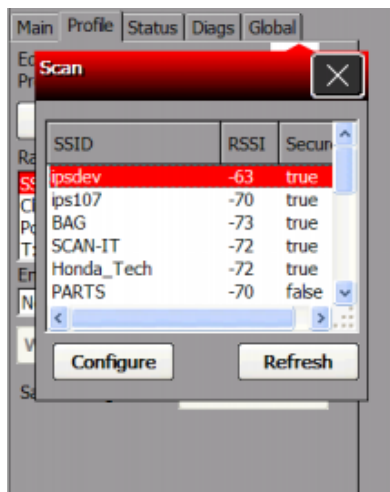 Main Profile Status Diags Global
Scan
SSID RSSI Secur
ipsdev -63 true
ips107 -70 true
BAG -73 true
SCAN-IT -72 true
Honda_Tech -72 true
PARTS -70 false
Configure Refresh